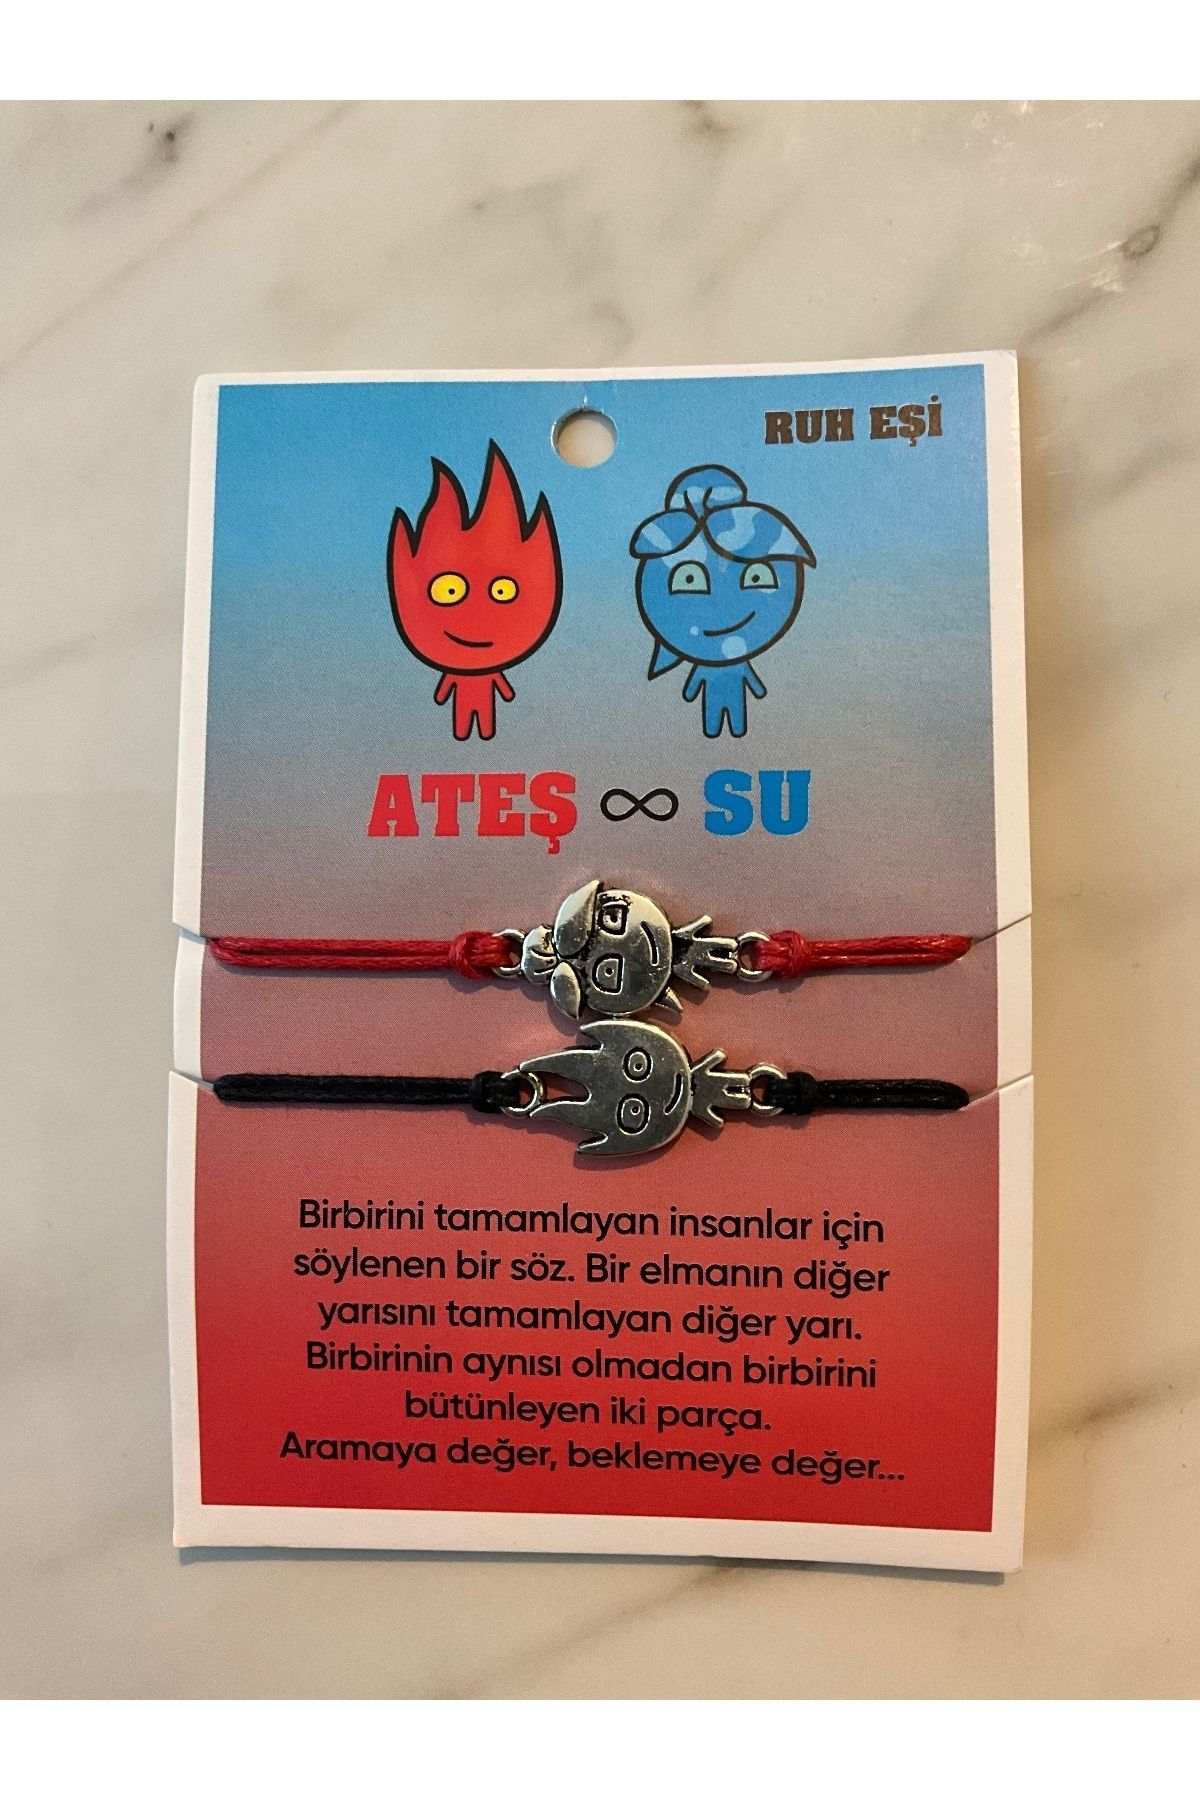 RUH EŞİ
ATEŞ ∞ SU
Birbirini tamamlayan insanlar için
söylenen bir söz. Bir elmanın diğer
yarısını tamamlayan diğer yarı.
Birbirinin aynısı olmadan birbirini
bütünleyen iki parça.
Aramaya değer, beklemeye değer...